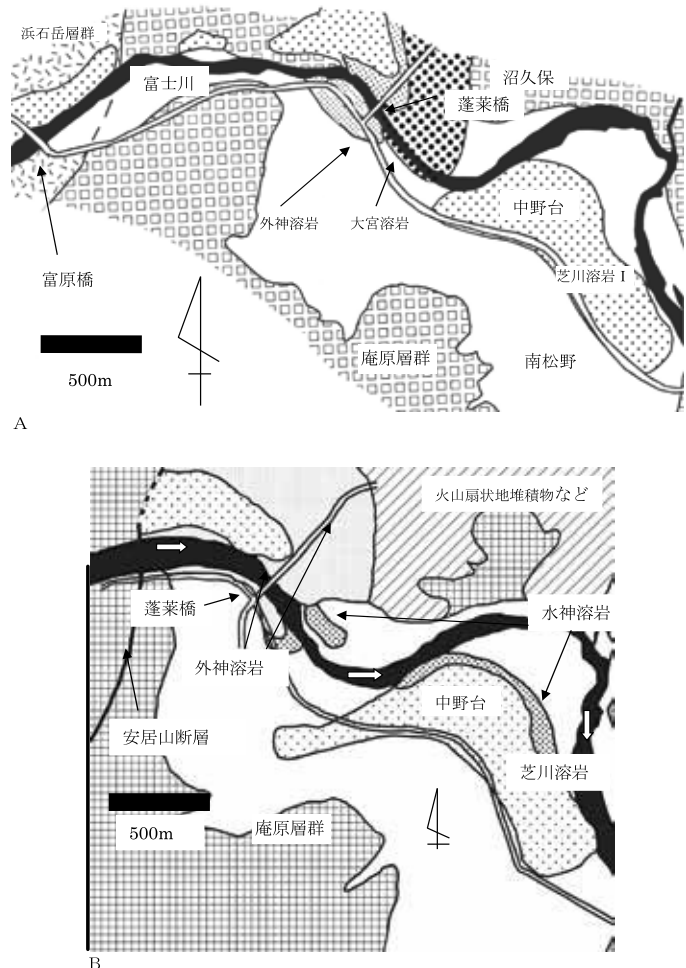 浜石岳層群
富士川
沼久保
蓬莱橋
中野台
外神溶岩
大宮溶岩
富原橋
芝川溶岩Ⅰ
500m
庵原層群
南松野
A
火山扇状地堆積物など
蓬莱橋
水神溶岩
外神溶岩
中野台
安居山断層
芝川溶岩
500m
庵原層群
B